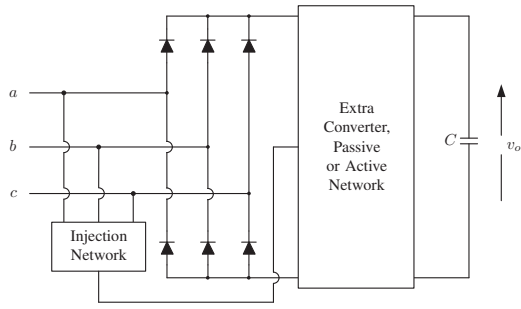 a
b
c
Injection
Network
Extra
Converter,
Passive
or Active
Network
C
v_o